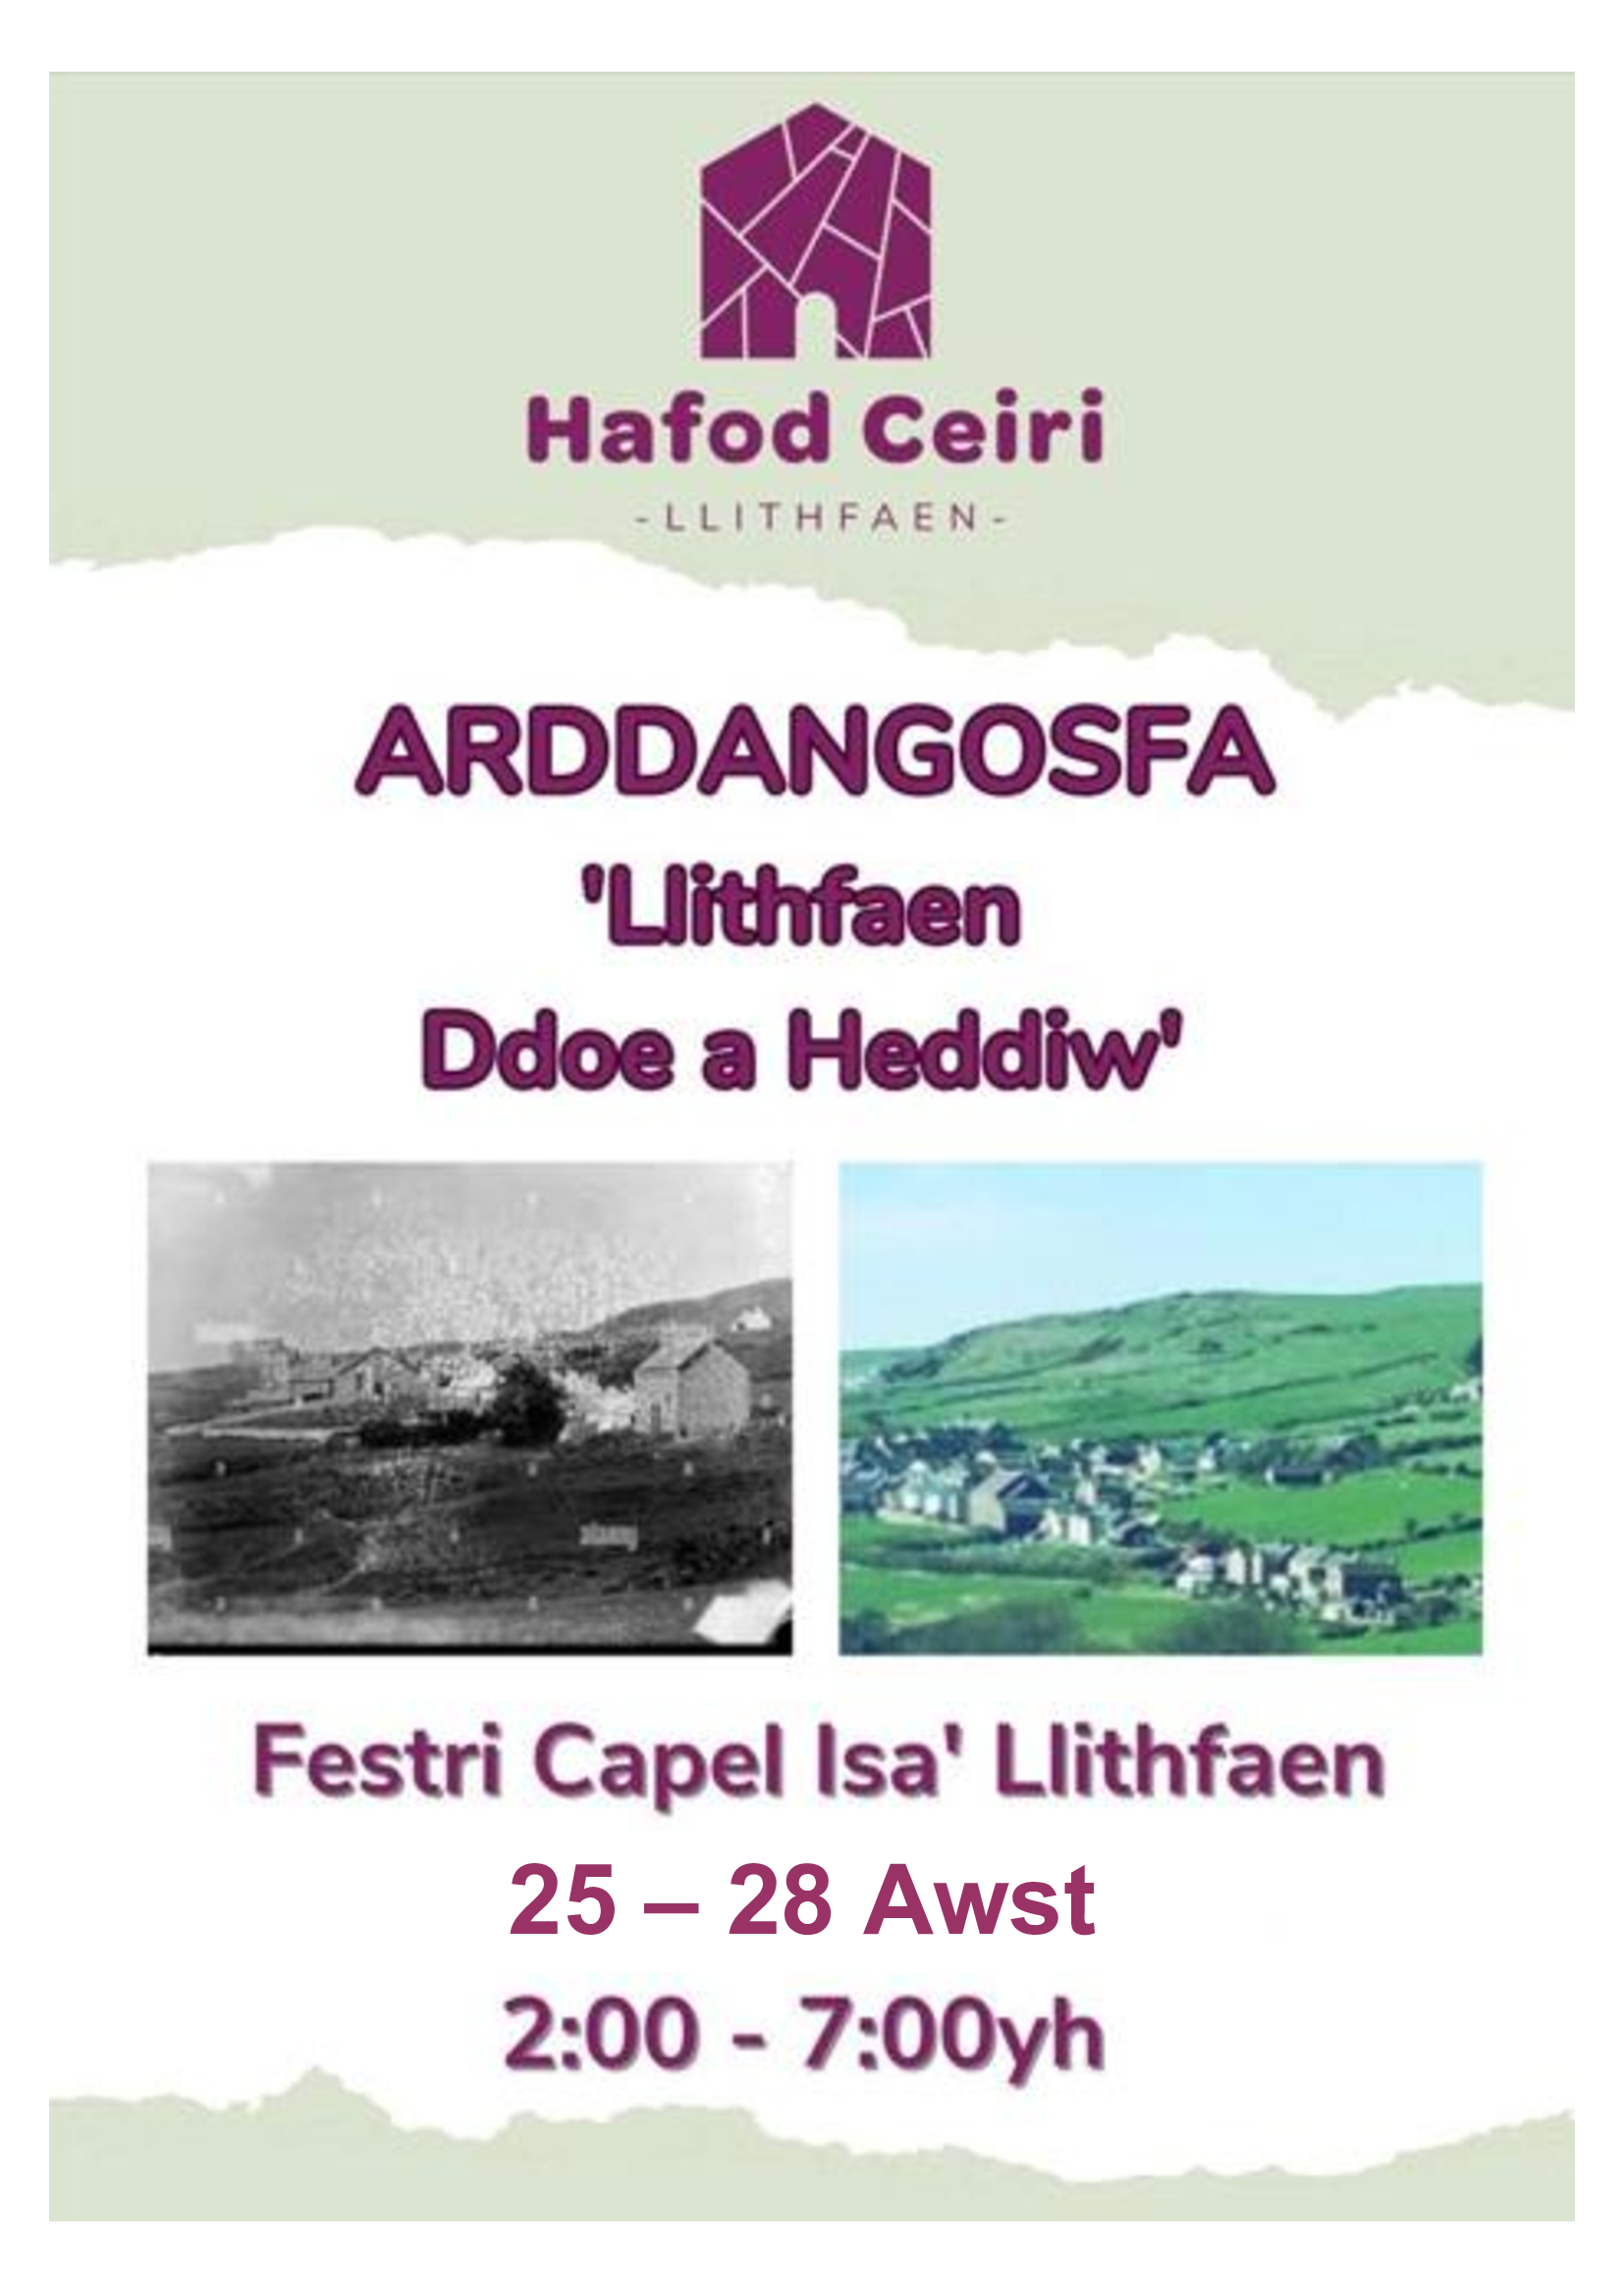 Hafod Ceiri
-LLITHFAEN-
ARDDANGOSFA
'Llithfaen
Ddoe a Heddiw'
Festri Capel Isa' Llithfaen
25 – 28 Awst
2:00 - 7:00yh